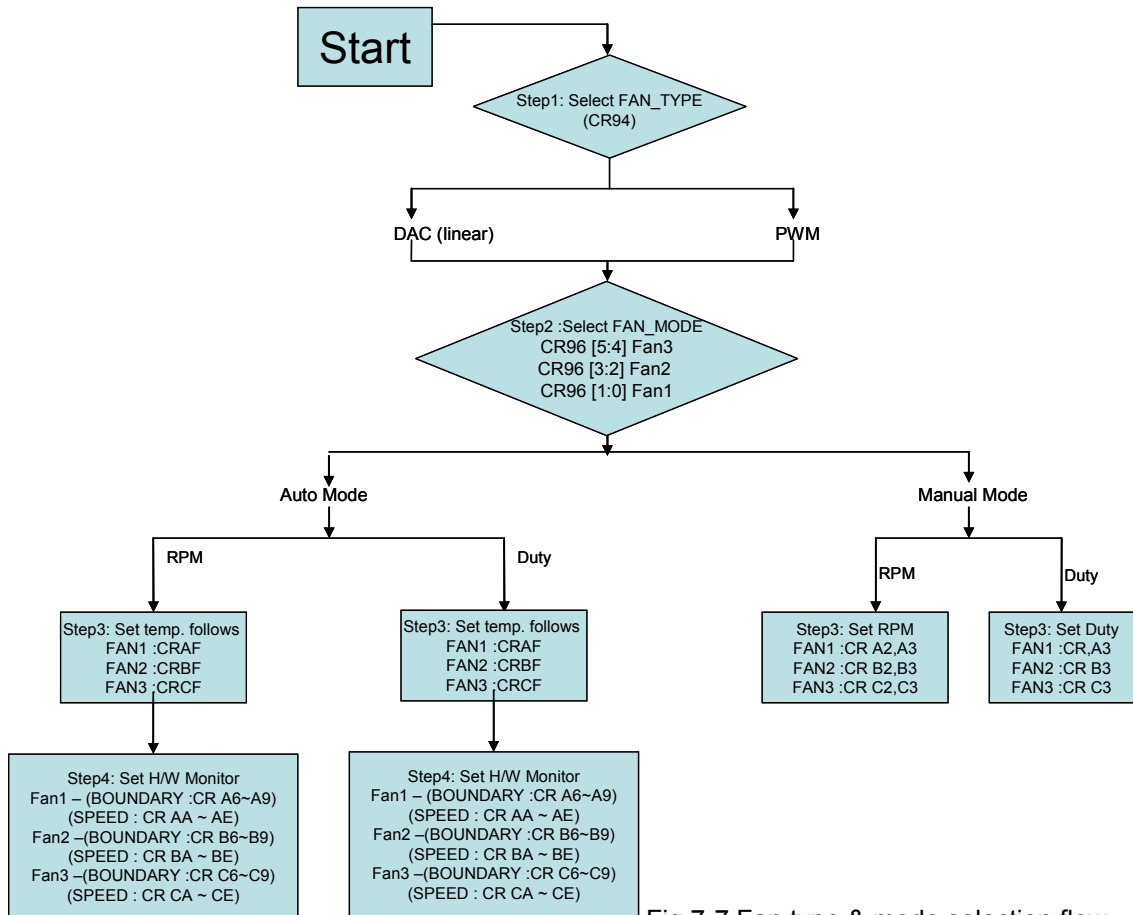 Start
Step1: Select FAN_TYPE
(CR94)
DAC (linear)
PWM
Step2 :Select FAN_MODE
CR96 [5:4] Fan3
CR96 [3:2] Fan2
CR96 [1:0] Fan1
Auto Mode
Manual Mode
RPM
Duty
RPM
Duty
Step3: Set temp. follows
FAN1 :CRAF
FAN2 :CRBF
FAN3 :CRCF
Step3: Set temp. follows
FAN1 :CRAF
FAN2 :CRBF
FAN3 :CRCF
Step3: Set RPM
FAN1 :CR A2,A3
FAN2 :CR B2,B3
FAN3 :CR C2,C3
Step3: Set Duty
FAN1 :CR,A3
FAN2 :CR B3
FAN3 :CR C3
Step4: Set H/W Monitor
Fan1 – (BOUNDARY :CR A6~A9)
(SPEED : CR AA ~ AE)
Fan2 –(BOUNDARY :CR B6~B9)
(SPEED : CR BA ~ BE)
Fan3 –(BOUNDARY :CR C6~C9)
(SPEED : CR CA ~ CE)
Step4: Set H/W Monitor
Fan1 – (BOUNDARY :CR A6~A9)
(SPEED : CR AA ~ AE)
Fan2 –(BOUNDARY :CR B6~B9)
(SPEED : CR BA ~ BE)
Fan3 –(BOUNDARY :CR C6~C9)
(SPEED : CR CA ~ CE)
Fig 7-7 Fan type & mode selection flow